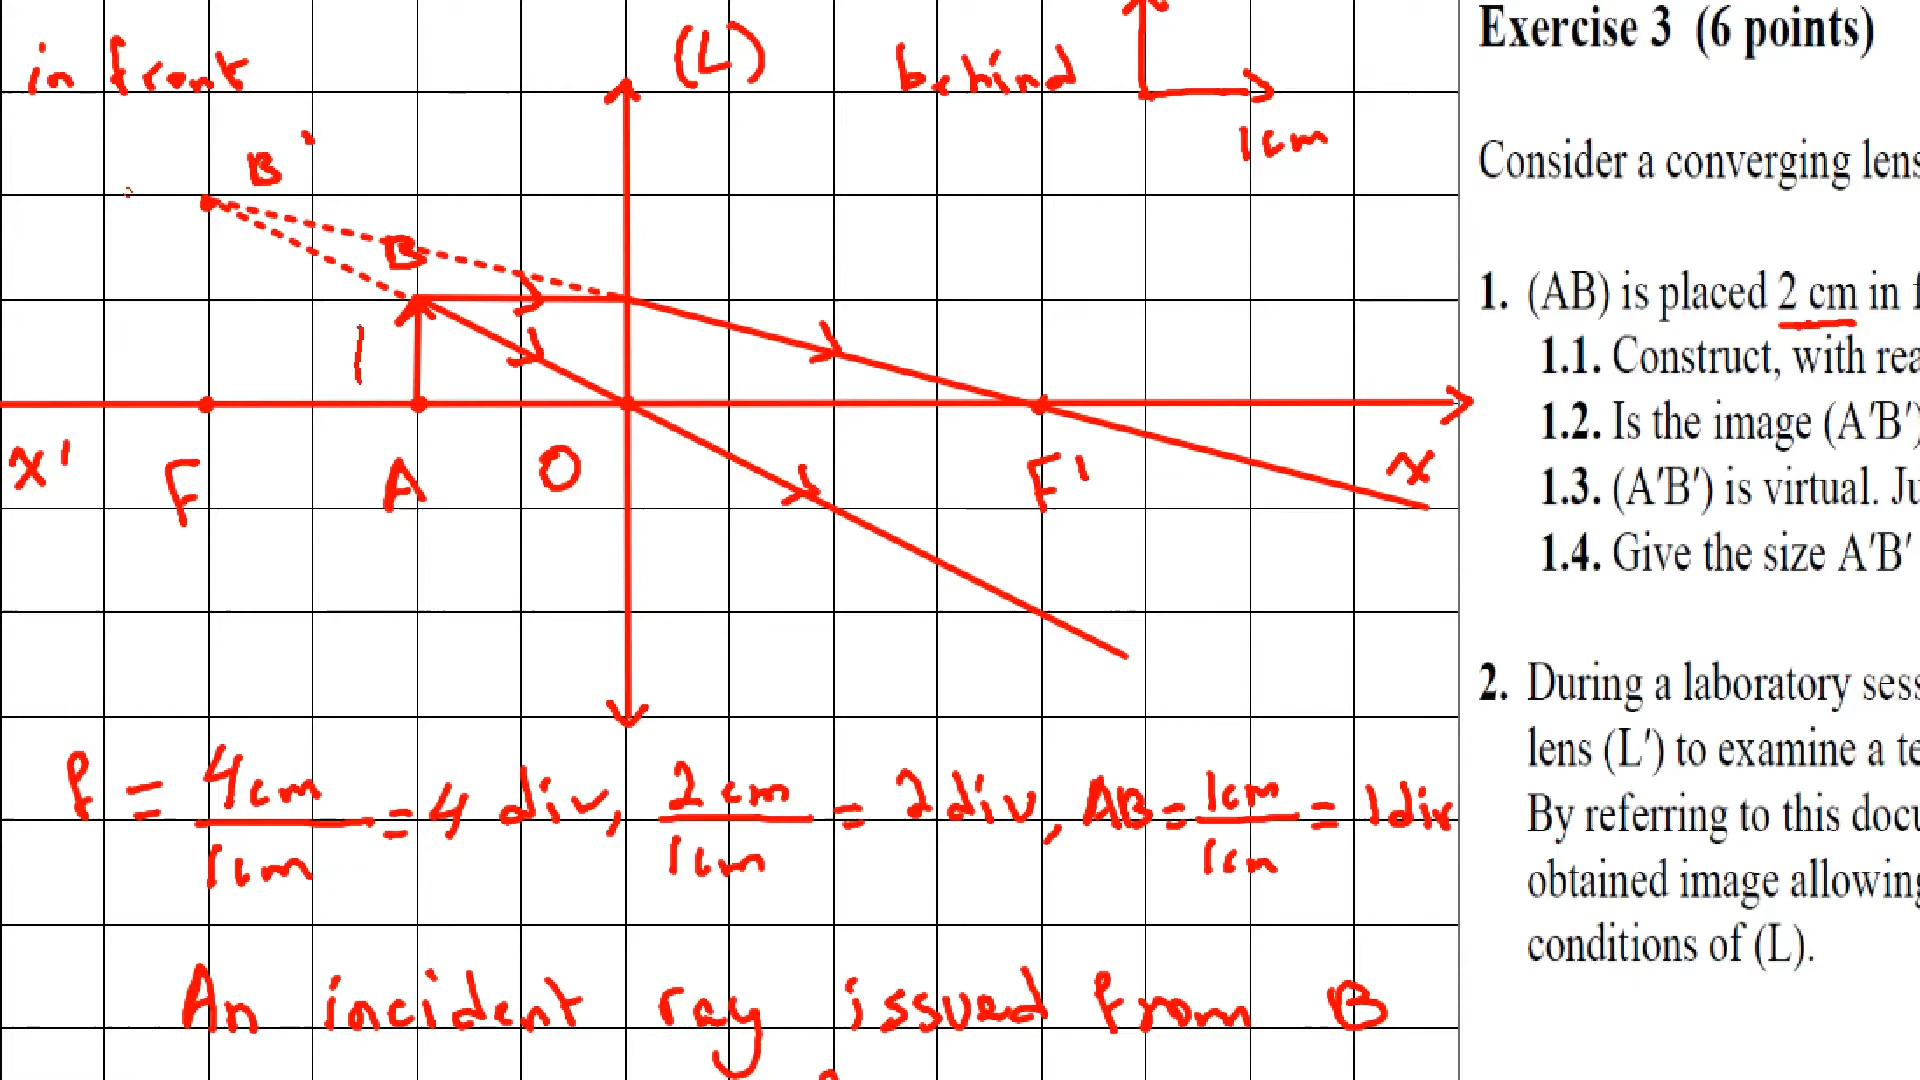 in front
(L)
behind
1cm
B'
B
1
x'
F
A
O
F'
x
f = 4cm/1cm = 4 div, 2cm/1cm = 2 div, AB = 1cm/1cm = 1 div
An incident ray issued from B
Exercise 3 (6 points)
Consider a converging lens
1. (AB) is placed 2 cm in f
1.1. Construct, with rea
1.2. Is the image (A'B')
1.3. (A'B') is virtual. Ju
1.4. Give the size A'B'
2. During a laboratory sess
lens (L') to examine a te
By referring to this docu
obtained image allowing
conditions of (L).